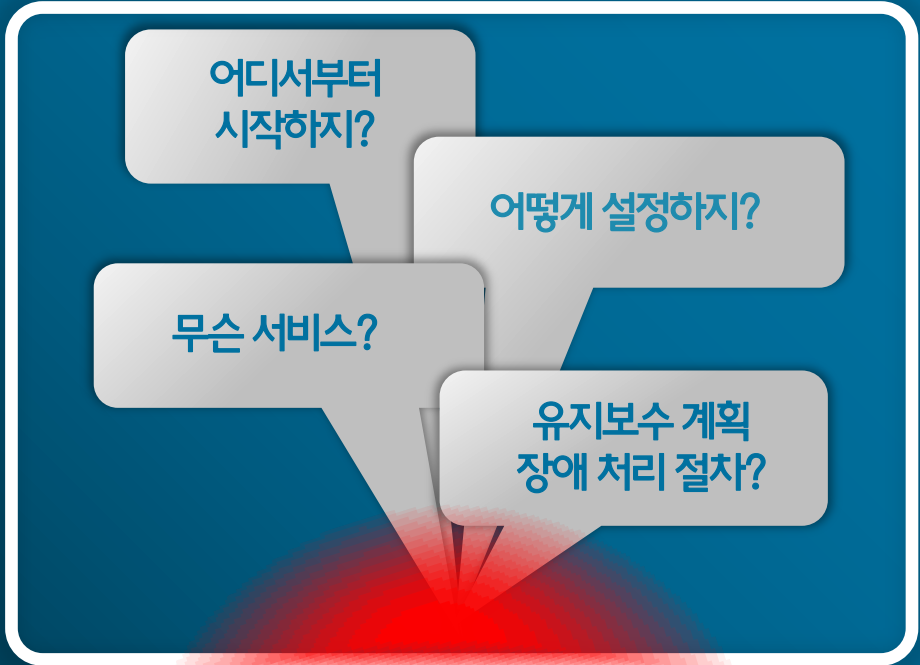 어디서부터
시작하지?
어떻게 설정하지?
무슨 서비스?
유지보수 계획
장애 처리 절차?